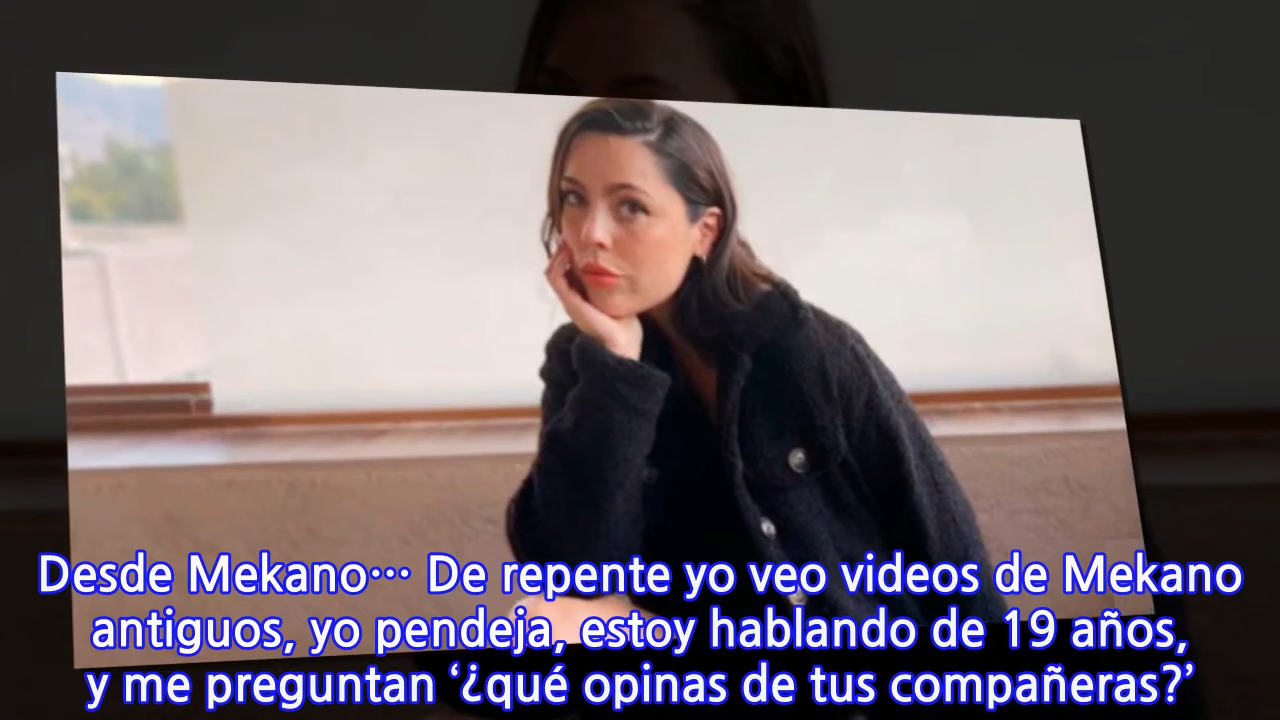 Desde Mekano··· De repente yo veo videos de Mekano
antiguos, yo pendeja, estoy hablando de 19 años,
y me preguntan ‘¿qué opinas de tus compañeras?’